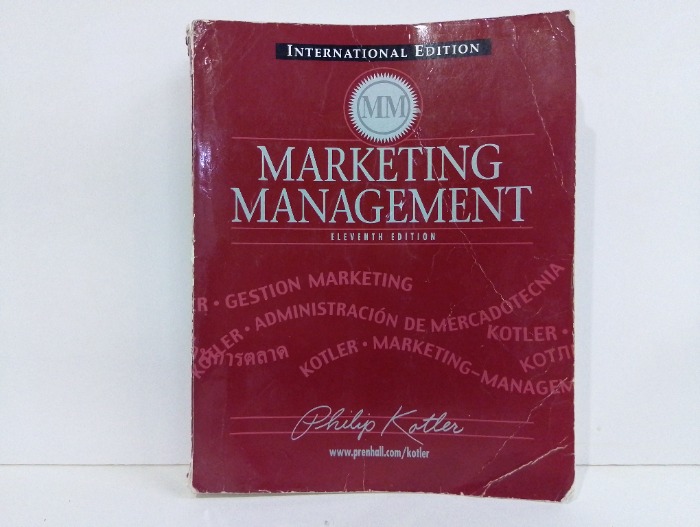 INTERNATIONAL EDITION
MM
MARKETING
MANAGEMENT
ELEVENTH EDITION
R • GESTION MARKETING
KOTLER • ADMINISTRACIÓN DE MERCADOTECNIA
KOTLER •
การตลาด
KOTLER • MARKETING-MANAGEM
КОТЛ
Philip Kotler
www.prenhall.com/kotler